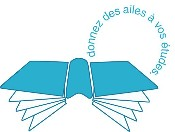 donnez des ailes à vos études.